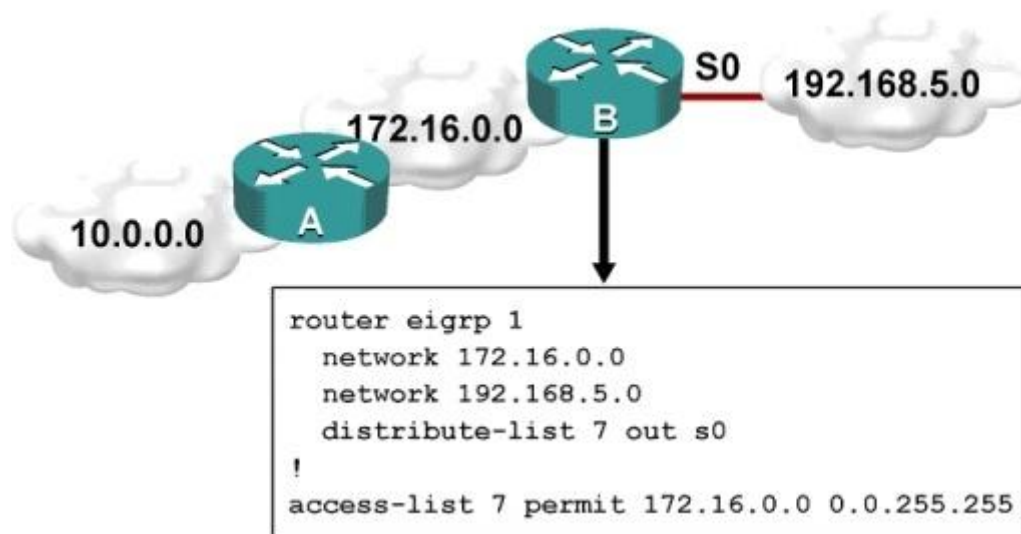 S0
192.168.5.0
B
172.16.0.0
A
10.0.0.0
router eigrp 1
network 172.16.0.0
network 192.168.5.0
distribute-list 7 out s0
!
access-list 7 permit 172.16.0.0 0.0.255.255